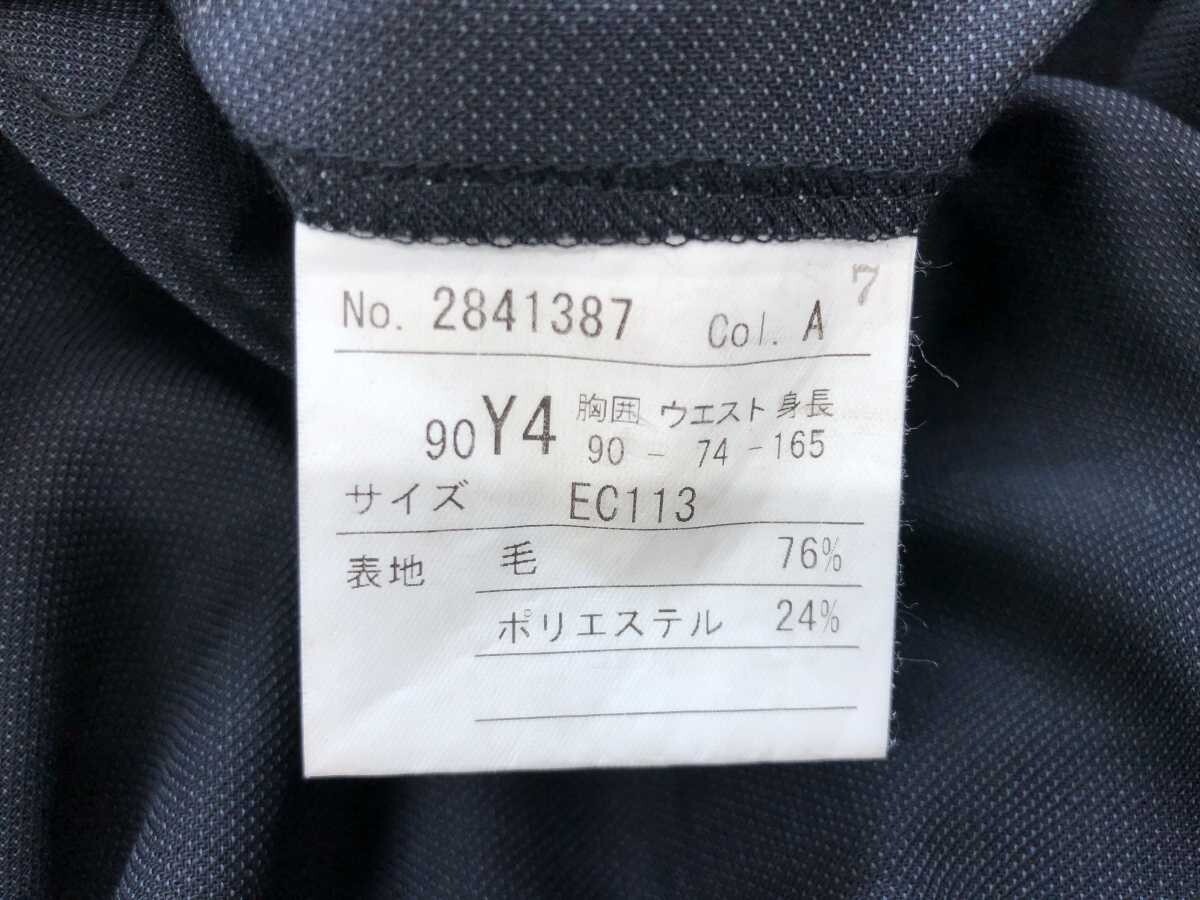 7
No. 2841387 Col. A
90Y4 胸囲 ウエスト 身長
90 - 74 - 165
サイズ EC113
表地 毛 76%
ポリエステル 24%